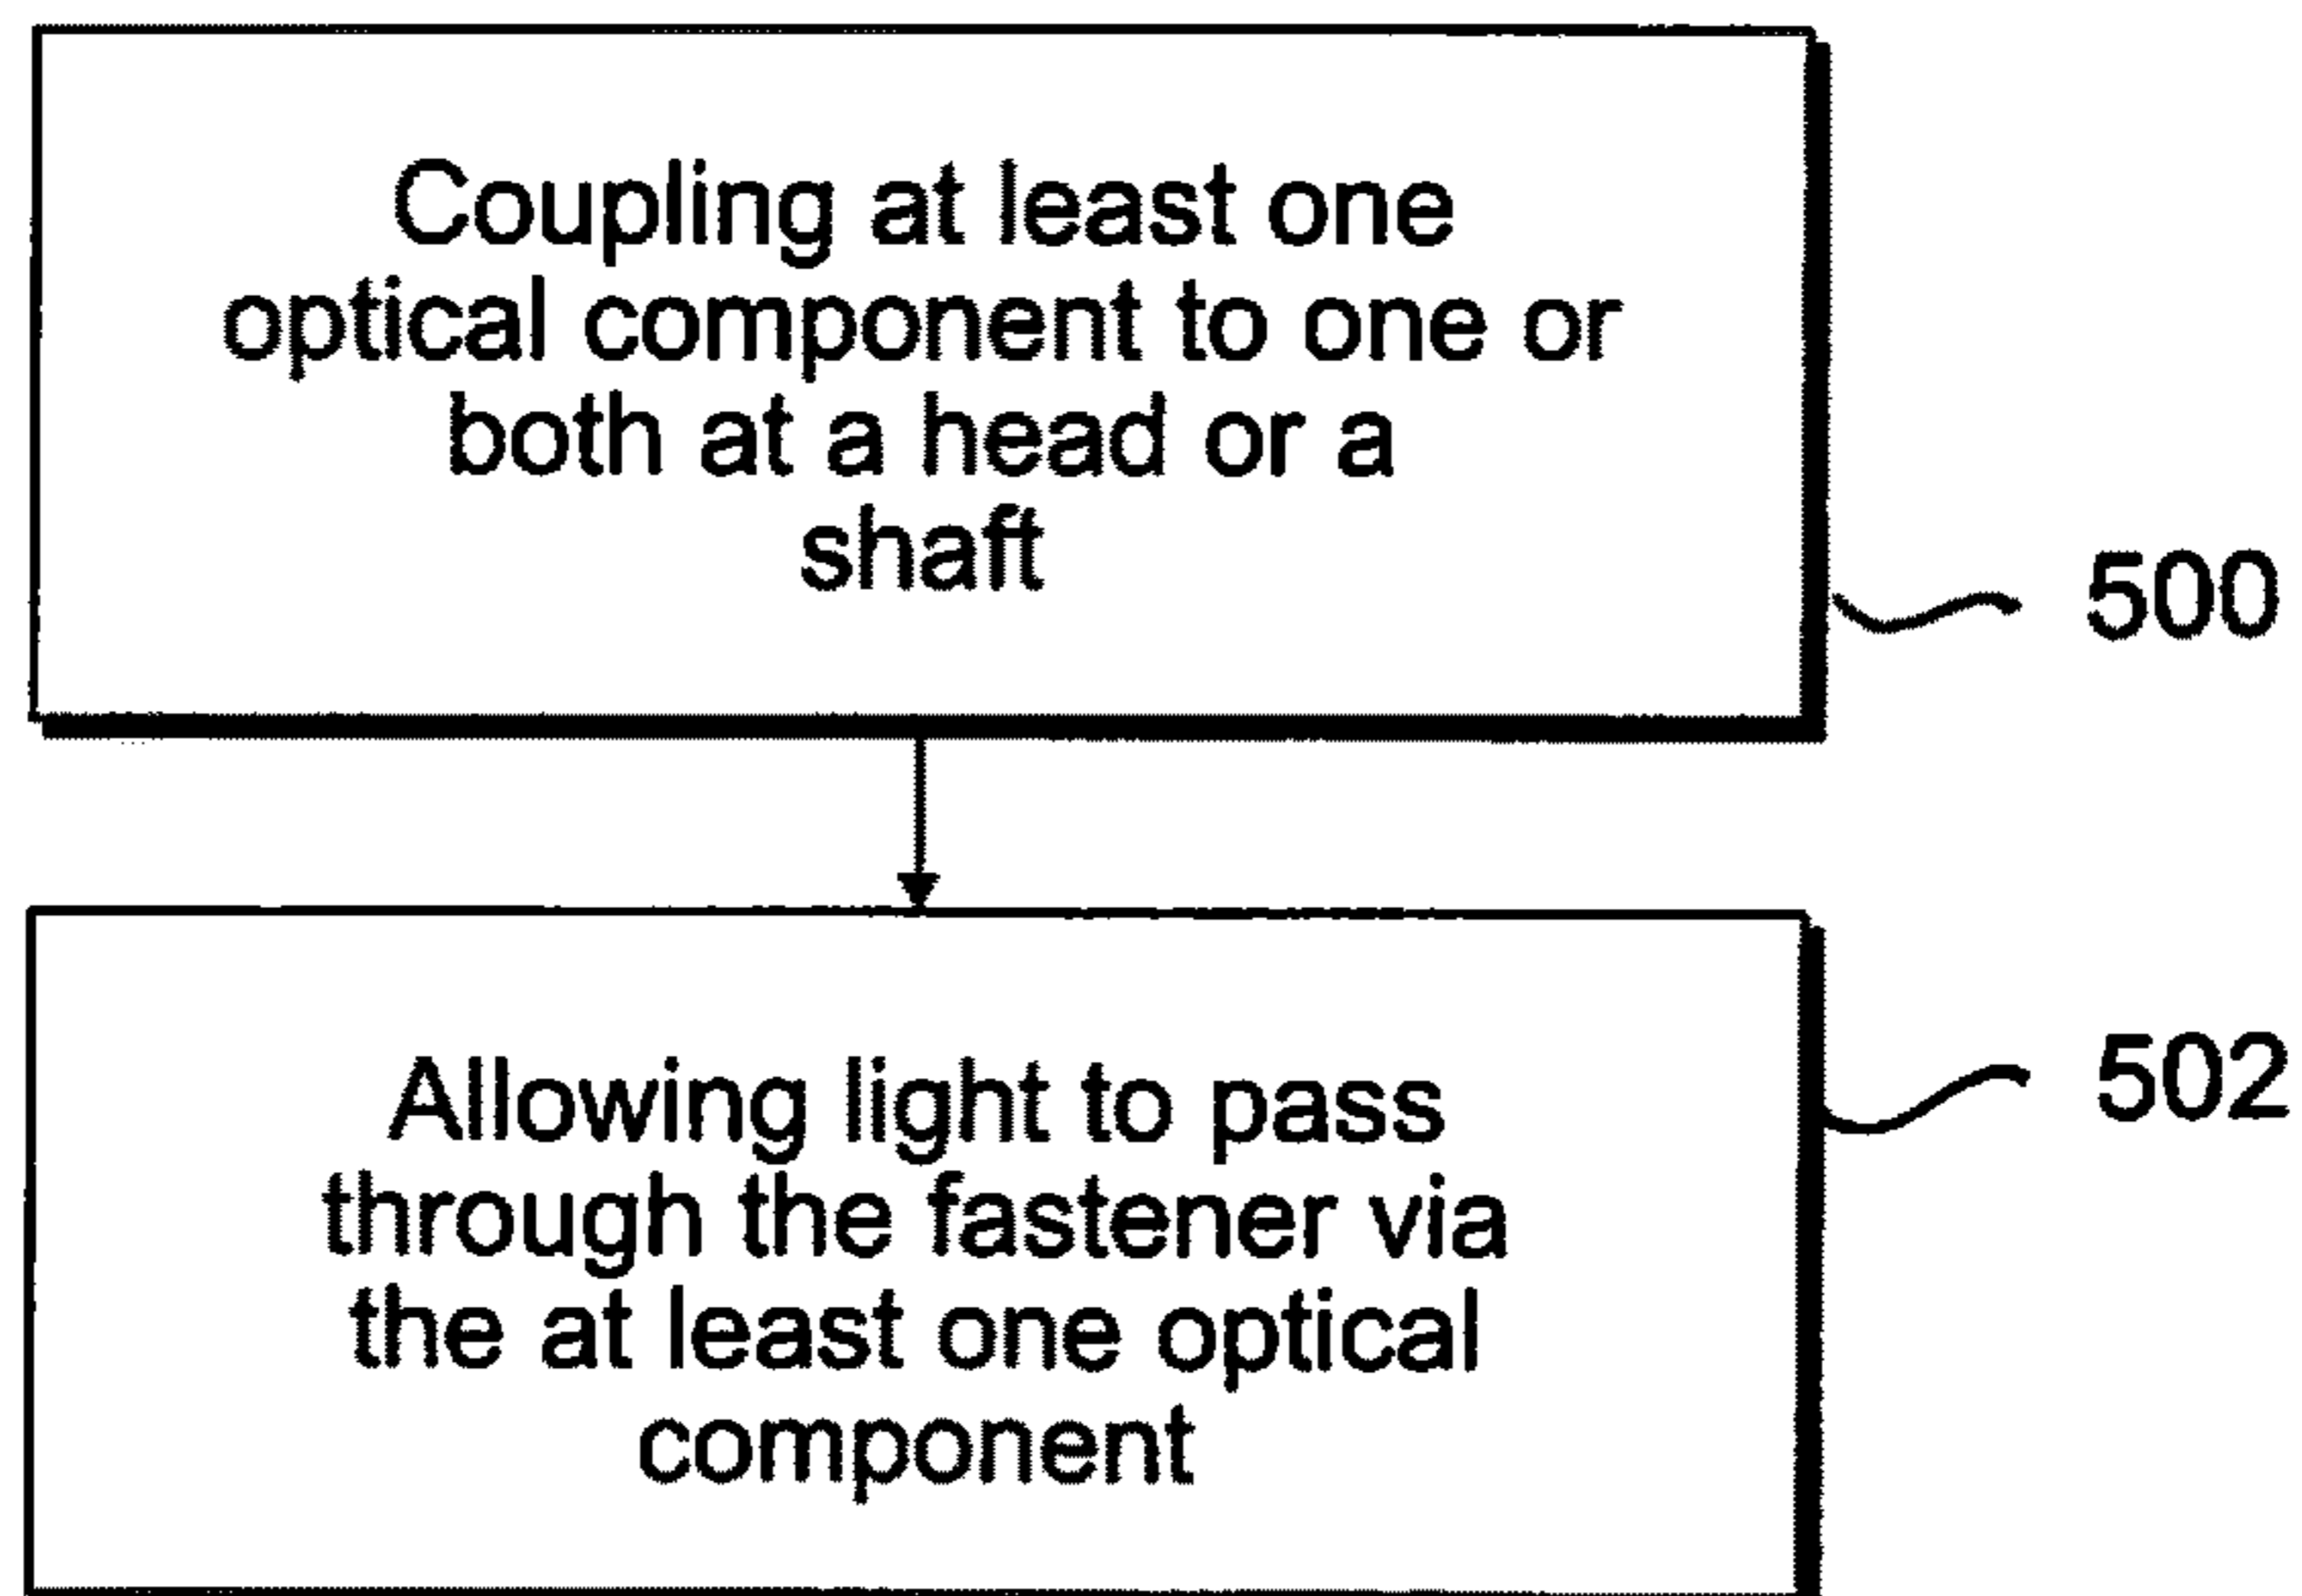 Coupling at least one
optical component to one or
both at a head or a
shaft
500
Allowing light to pass
through the fastener via
the at least one optical
component
502